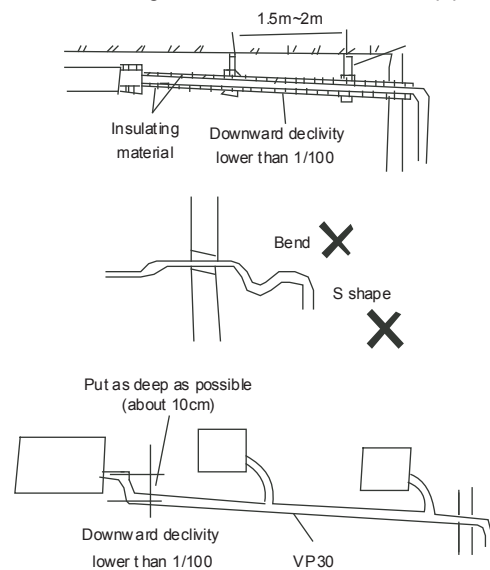 1.5m~2m
Insulating
material
Downward declivity
lower than 1/100
Bend
S shape
Put as deep as possible
(about 10cm)
Downward declivity
lower than 1/100
VP30